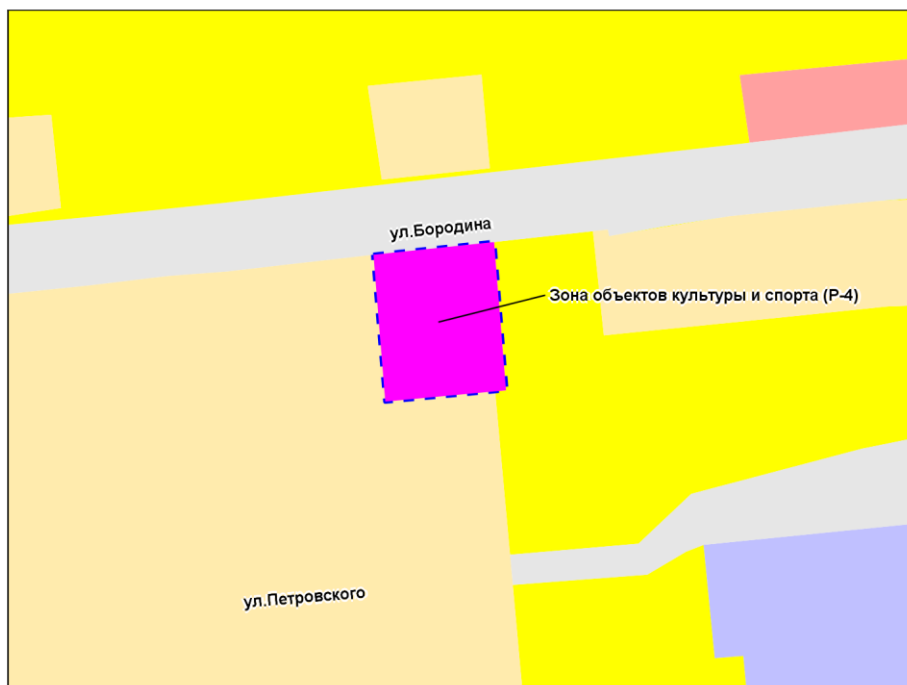 ул.Бородина
Зона объектов культуры и спорта (Р-4)
ул.Петровского